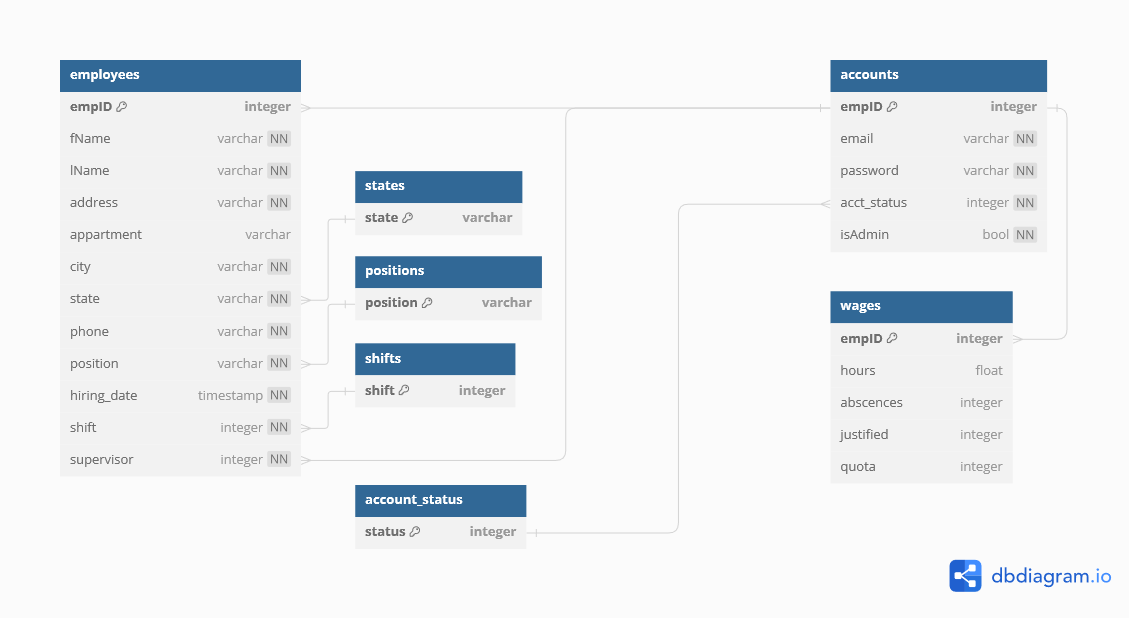 employees
empID integer
fName varchar NN
lName varchar NN
address varchar NN
appartment varchar
city varchar NN
state varchar NN
phone varchar NN
position varchar NN
hiring_date timestamp NN
shift integer NN
supervisor integer NN
states
state varchar
positions
position varchar
shifts
shift integer
account_status
status integer
accounts
empID integer
email varchar NN
password varchar NN
acct_status integer NN
isAdmin bool NN
wages
empID integer
hours float
abscences integer
justified integer
quota integer
dbdiagram.io